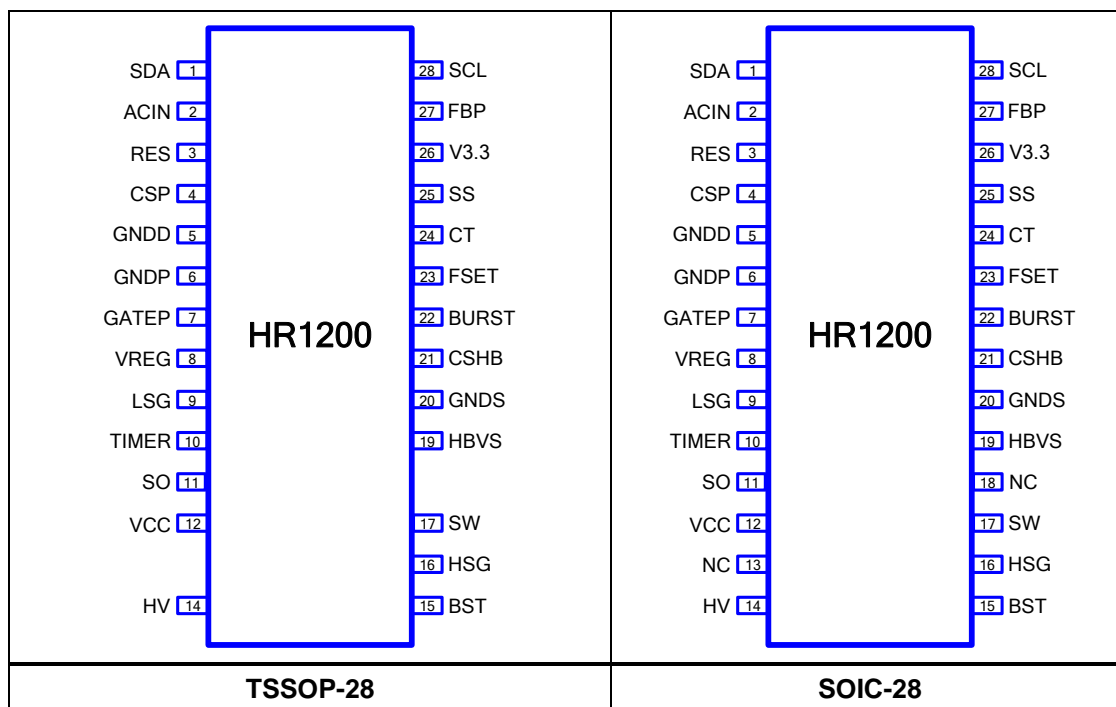 SDA 1 28 SCL
ACIN 2 27 FBP
RES 3 26 V3.3
CSP 4 25 SS
GNDD 5 24 CT
GNDP 6 23 FSET
GATEP 7 22 BURST
HR1200
VREG 8 21 CSHB
LSG 9 20 GNDS
TIMER 10 19 HBVS
SO 11
VCC 12 17 SW
16 HSG
HV 14 15 BST
TSSOP-28
SDA 1 28 SCL
ACIN 2 27 FBP
RES 3 26 V3.3
CSP 4 25 SS
GNDD 5 24 CT
GNDP 6 23 FSET
GATEP 7 22 BURST
HR1200
VREG 8 21 CSHB
LSG 9 20 GNDS
TIMER 10 19 HBVS
SO 11 18 NC
VCC 12 17 SW
NC 13 16 HSG
HV 14 15 BST
SOIC-28